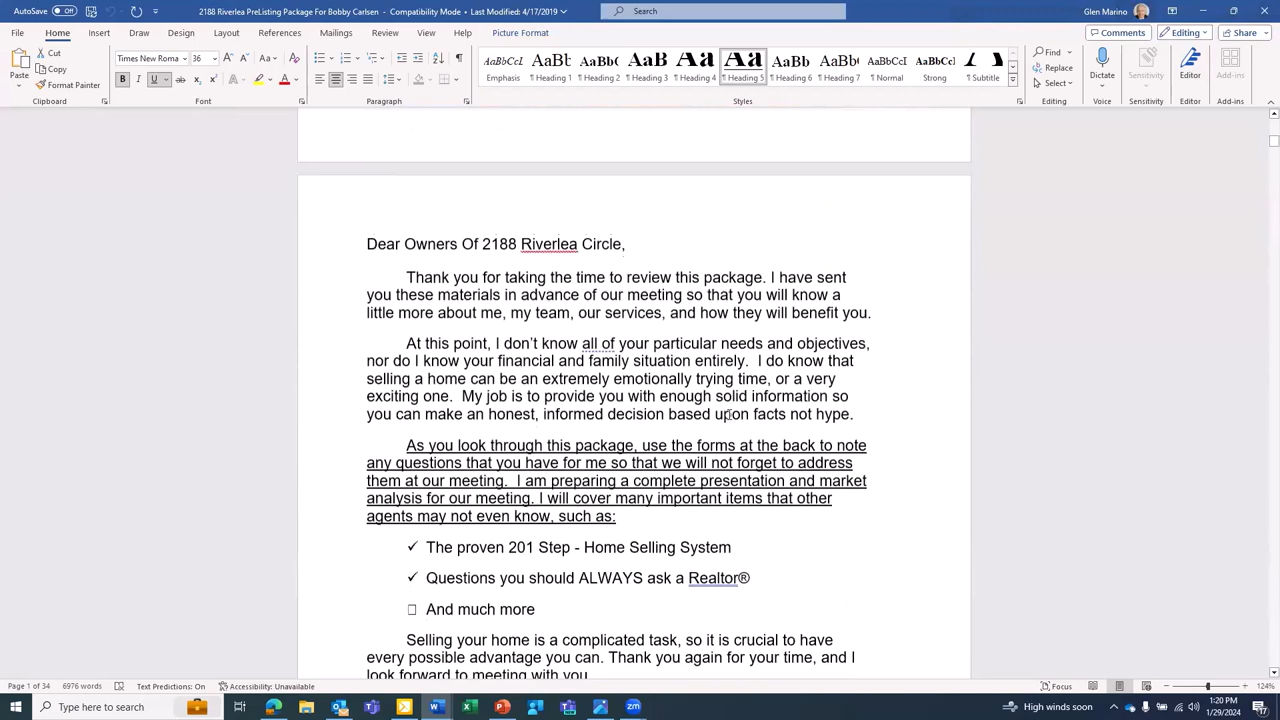 AutoSave Off 2188 Riverlea PreListing Package For Bobby Carlsen - Compatibility Mode • Last Modified: 4/17/2019 Search Glen Marino
File Home Insert Draw Design Layout References Mailings Review View Help Acrobat Comments Editing Share
Paste Cut Copy Format Painter
Times New Roma 36
AaBbCcL AaBb( AaBbC AaB Aa Aa AaBb AaBb( AaBbCcL AaBbCc
Emphasis ¶ Heading 1 ¶ Heading 2 ¶ Heading 3 ¶ Heading 4 ¶ Heading 5 ¶ Heading 6 ¶ Heading 7 ¶ Normal Strong ¶ Subtitle
Find Replace Select Dictate Sensitivity Editor Add-ins
Clipboard Font Paragraph Styles Editing Voice Sensitivity Editor Add-ins
Dear Owners Of 2188 Riverlea Circle,
Thank you for taking the time to review this package. I have sent
you these materials in advance of our meeting so that you will know a
little more about me, my team, our services, and how they will benefit you.
At this point, I don't know all of your particular needs and objectives,
nor do I know your financial and family situation entirely. I do know that
selling a home can be an extremely emotionally trying time, or a very
exciting one. My job is to provide you with enough solid information so
you can make an honest, informed decision based upon facts not hype.
As you look through this package, use the forms at the back to note
any questions that you have for me so that we will not forget to address
them at our meeting. I am preparing a complete presentation and market
analysis for our meeting. I will cover many important items that other
agents may not even know, such as:
✓ The proven 201 Step - Home Selling System
✓ Questions you should ALWAYS ask a Realtor®
And much more
Selling your home is a complicated task, so it is crucial to have
every possible advantage you can. Thank you again for your time, and I
look forward to meeting with you.
Page 1 of 34 6976 words Text Predictions: On Accessibility: Unavailable Focus 124%
Type here to search High winds soon 1:20 PM
1/29/2024